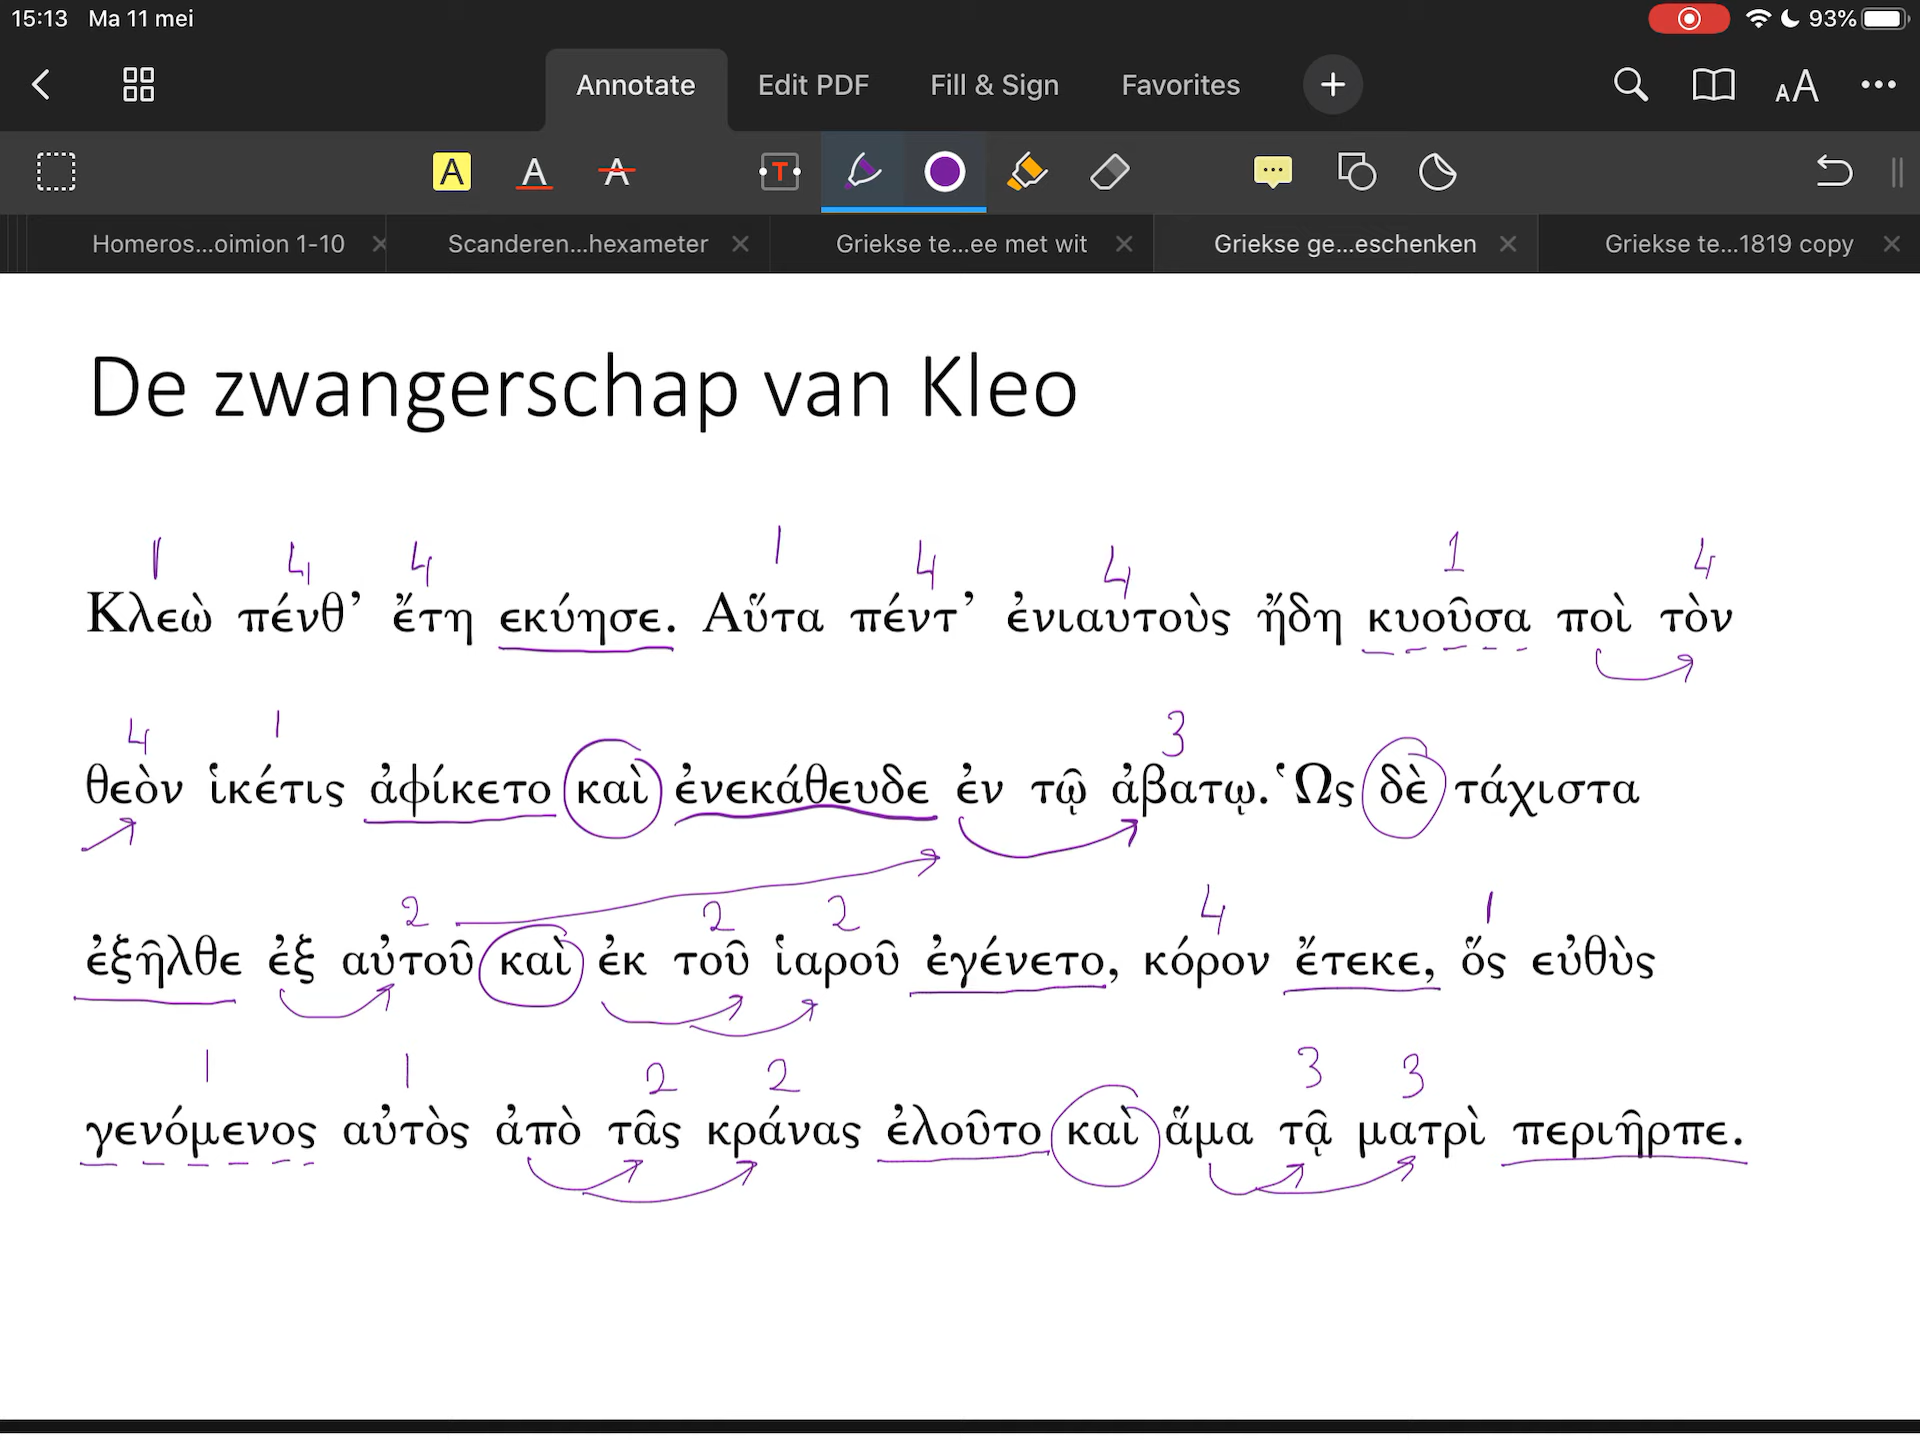 15:13 Ma 11 mei 93%
Annotate Edit PDF Fill & Sign Favorites
Homeros...oimion 1-10 Scanderen...hexameter Griekse te...ee met wit Griekse ge...eschenken Griekse te...1819 copy
De zwangerschap van Kleo
1 4 4 1 4 4 1 4
Κλεὼ πένθ’ ἔτη εκύησε. Αὕτα πέντ’ ἐνιαυτοὺς ἤδη κυοῦσα ποὶ τὸν
4 1 3
θεὸν ἱκέτις ἀφίκετο καὶ ἐνεκάθευδε ἐν τῷ ἀβατῳ. Ὡς δὲ τάχιστα
2 2 2 4 1
ἐξῆλθε ἐξ αὐτοῦ καὶ ἐκ τοῦ ἱαροῦ ἐγένετο, κόρον ἔτεκε, ὅς εὐθὺς
1 1 2 2 3 3
γενόμενος αὐτὸς ἀπὸ τᾶς κράνας ἐλοῦτο καὶ ἅμα τᾷ ματρὶ περιῆρπε.